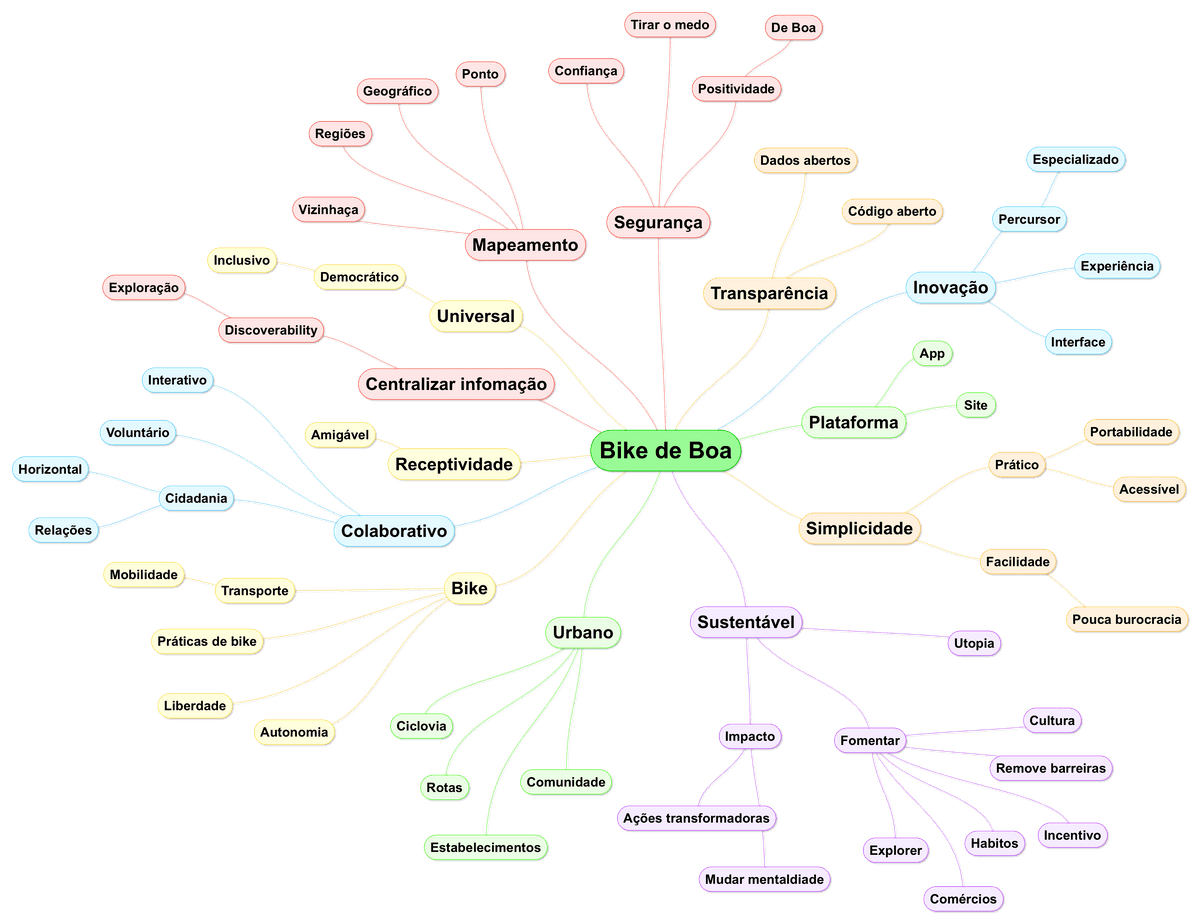 Tirar o medo
De Boa
Confiança
Ponto
Positividade
Geográfico
Regiões
Dados abertos
Especializado
Vizinhaça
Código aberto
Percursor
Segurança
Mapeamento
Inclusivo
Democrático
Experiência
Exploração
Transparência
Inovação
Universal
Discoverability
Interface
App
Interativo
Centralizar infomação
Site
Plataforma
Voluntário
Amigável
Portabilidade
Bike de Boa
Receptividade
Prático
Horizontal
Acessível
Cidadania
Relações
Colaborativo
Simplicidade
Facilidade
Mobilidade
Transporte
Bike
Pouca burocracia
Sustentável
Urbano
Práticas de bike
Utopia
Liberdade
Ciclovia
Cultura
Autonomia
Impacto
Fomentar
Remove barreiras
Comunidade
Rotas
Ações transformadoras
Incentivo
Habitos
Estabelecimentos
Explorer
Mudar mentaldiade
Comércios